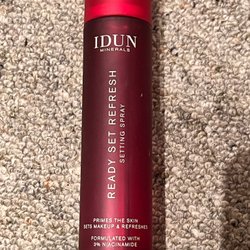 IDUN
MINERALS
READY SET REFRESH
SETTING SPRAY
PRIMES THE SKIN
SETS MAKEUP & REFRESHES
FORMULATED WITH
3% NIACINAMIDE